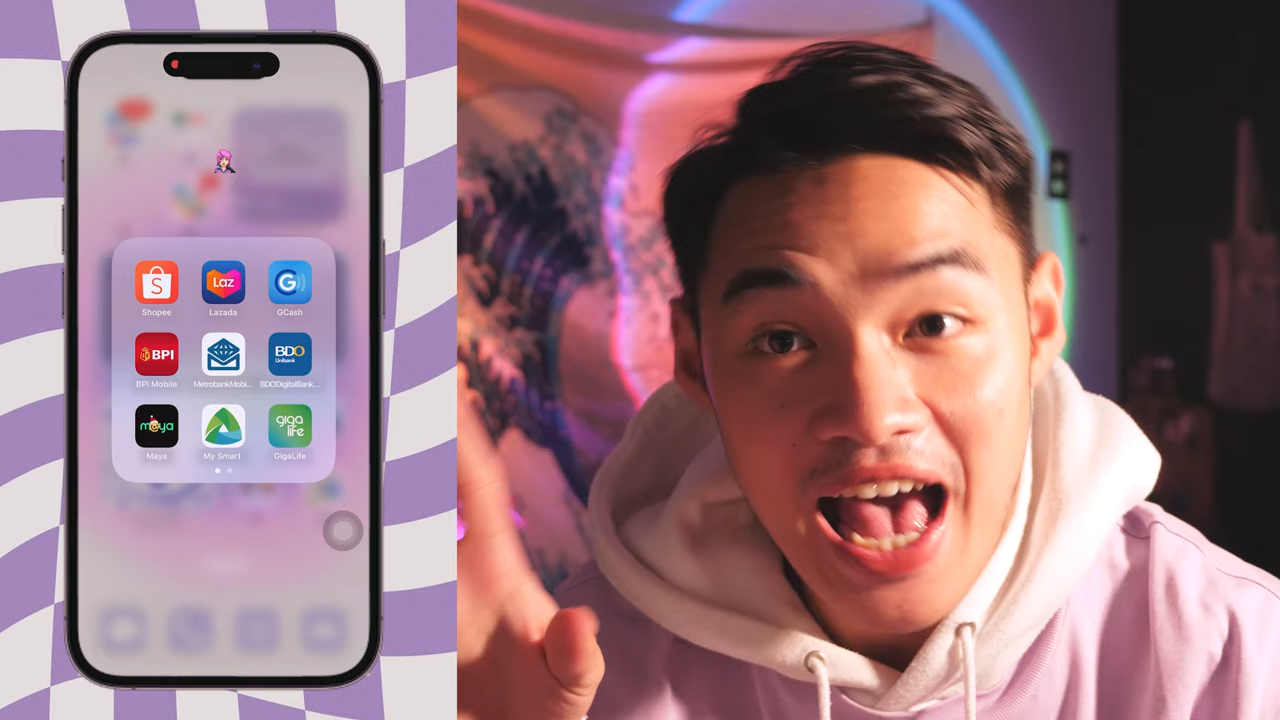 S
Laz
G
Shopee
Lazada
GCash
BPI
BDO
Unibank
BPI Mobile
MetrobankMobi...
BDODigitalBank...
maya
giga
life
Maya
My Smart
GigaLife